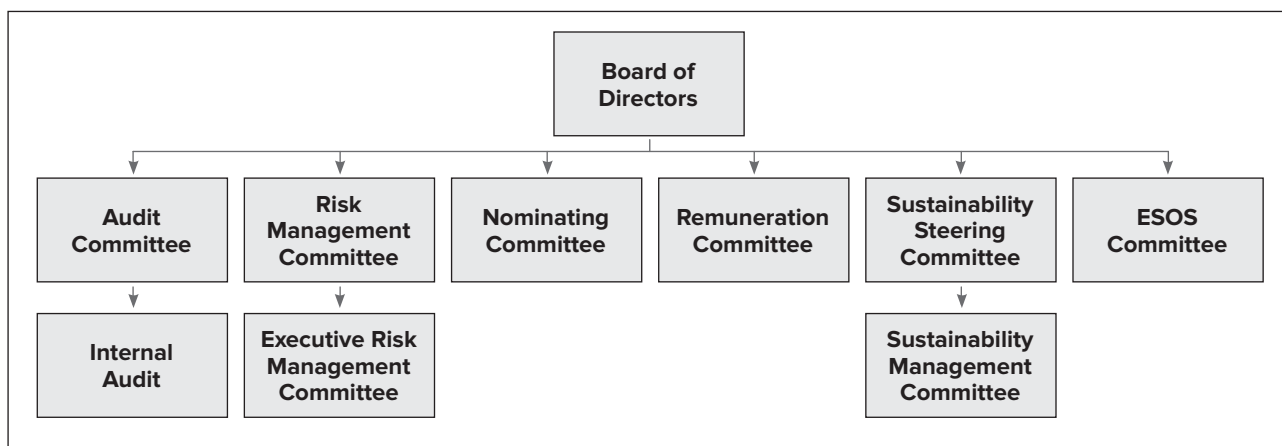 Board of
Directors
Audit
Committee
Risk
Management
Committee
Nominating
Committee
Remuneration
Committee
Sustainability
Steering
Committee
ESOS
Committee
Internal
Audit
Executive Risk
Management
Committee
Sustainability
Management
Committee